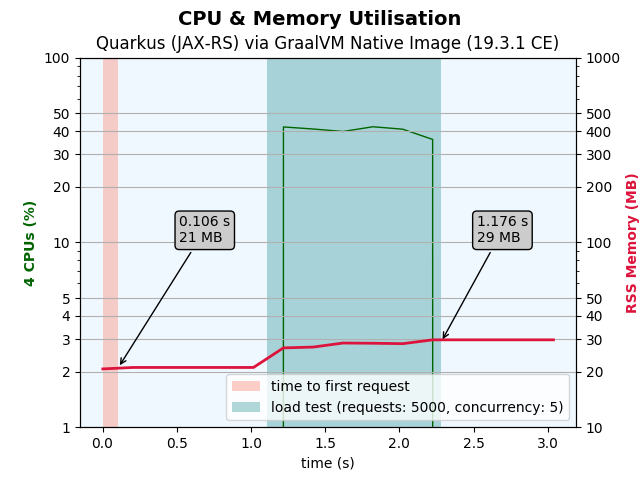 CPU & Memory Utilisation
Quarkus (JAX-RS) via GraalVM Native Image (19.3.1 CE)
100
50
40
30
20
10
5
4
3
2
1
4 CPUs (%)
1000
500
400
300
200
100
50
40
30
20
10
RSS Memory (MB)
0.106 s
21 MB
1.176 s
29 MB
time to first request
load test (requests: 5000, concurrency: 5)
0.0 0.5 1.0 1.5 2.0 2.5 3.0
time (s)